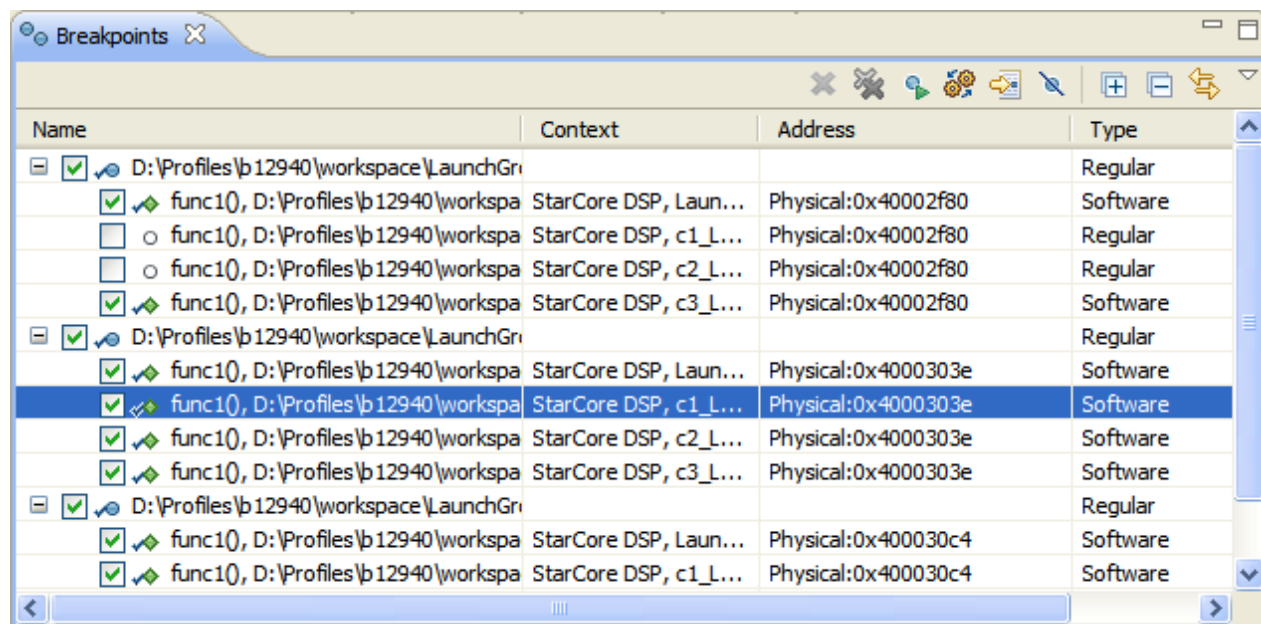 Breakpoints
Name Context Address Type
D:\Profiles\b12940\workspace\LaunchGr Regular
func1(), D:\Profiles\b12940\workspa StarCore DSP, Laun... Physical:0x40002f80 Software
func1(), D:\Profiles\b12940\workspa StarCore DSP, c1_L... Physical:0x40002f80 Regular
func1(), D:\Profiles\b12940\workspa StarCore DSP, c2_L... Physical:0x40002f80 Regular
func1(), D:\Profiles\b12940\workspa StarCore DSP, c3_L... Physical:0x40002f80 Software
D:\Profiles\b12940\workspace\LaunchGr Regular
func1(), D:\Profiles\b12940\workspa StarCore DSP, Laun... Physical:0x4000303e Software
func1(), D:\Profiles\b12940\workspa StarCore DSP, c1_L... Physical:0x4000303e Software
func1(), D:\Profiles\b12940\workspa StarCore DSP, c2_L... Physical:0x4000303e Software
func1(), D:\Profiles\b12940\workspa StarCore DSP, c3_L... Physical:0x4000303e Software
D:\Profiles\b12940\workspace\LaunchGr Regular
func1(), D:\Profiles\b12940\workspa StarCore DSP, Laun... Physical:0x400030c4 Software
func1(), D:\Profiles\b12940\workspa StarCore DSP, c1_L... Physical:0x400030c4 Software